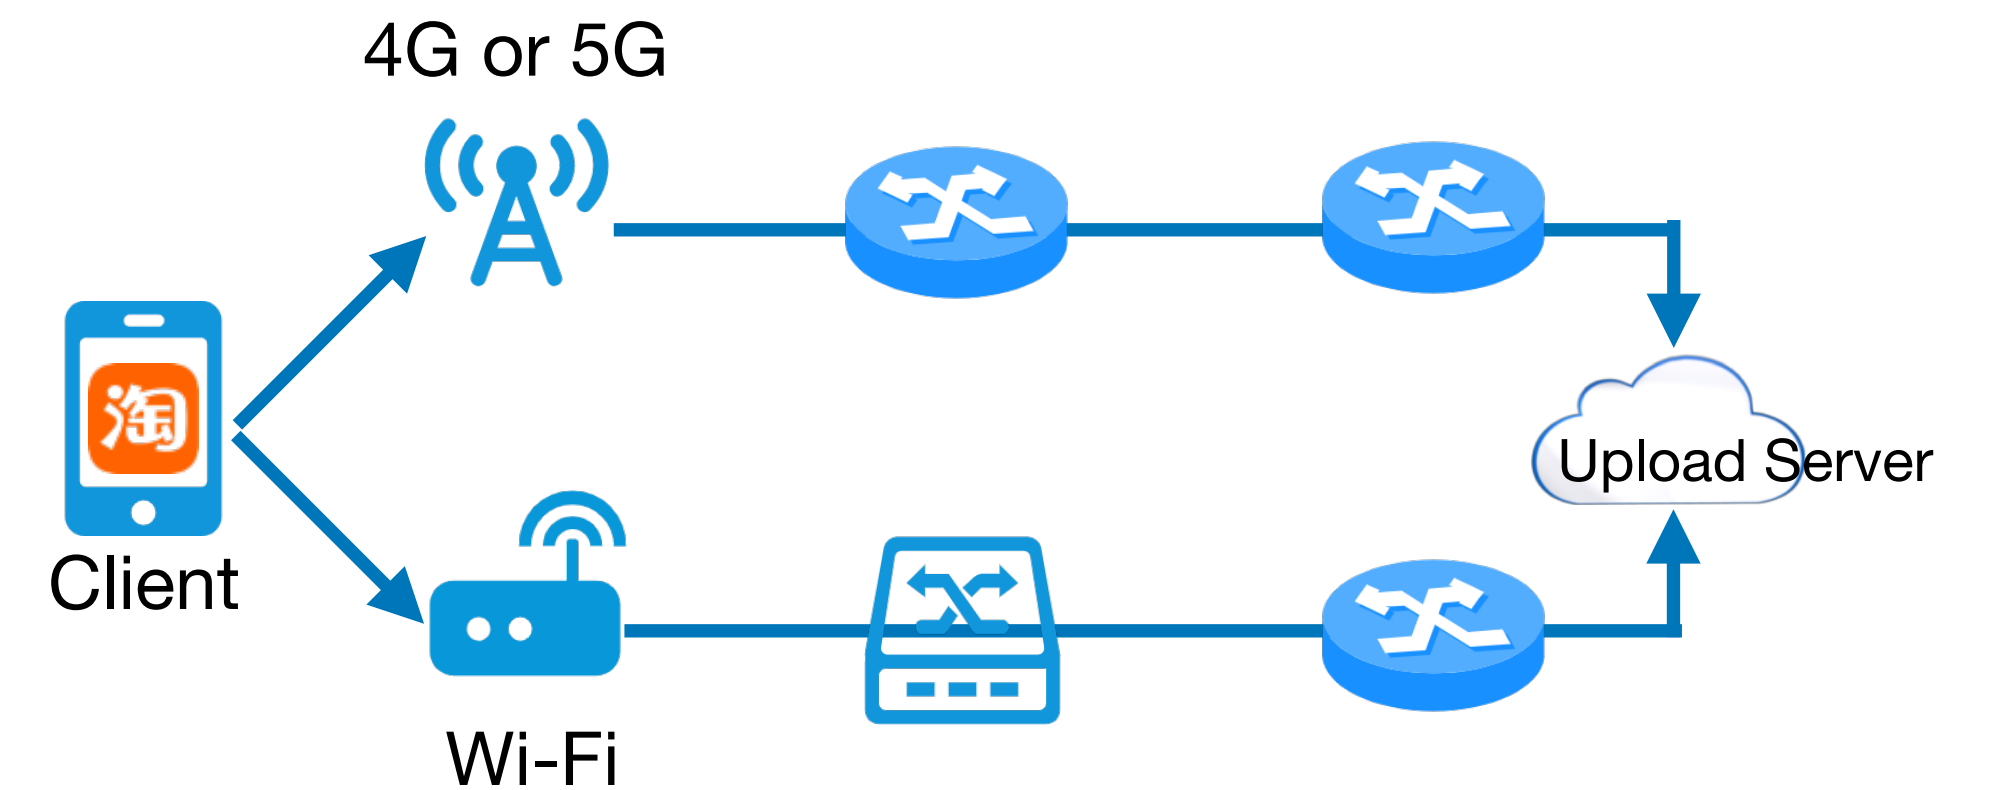 4G or 5G
淘
Client
Upload Server
Wi-Fi